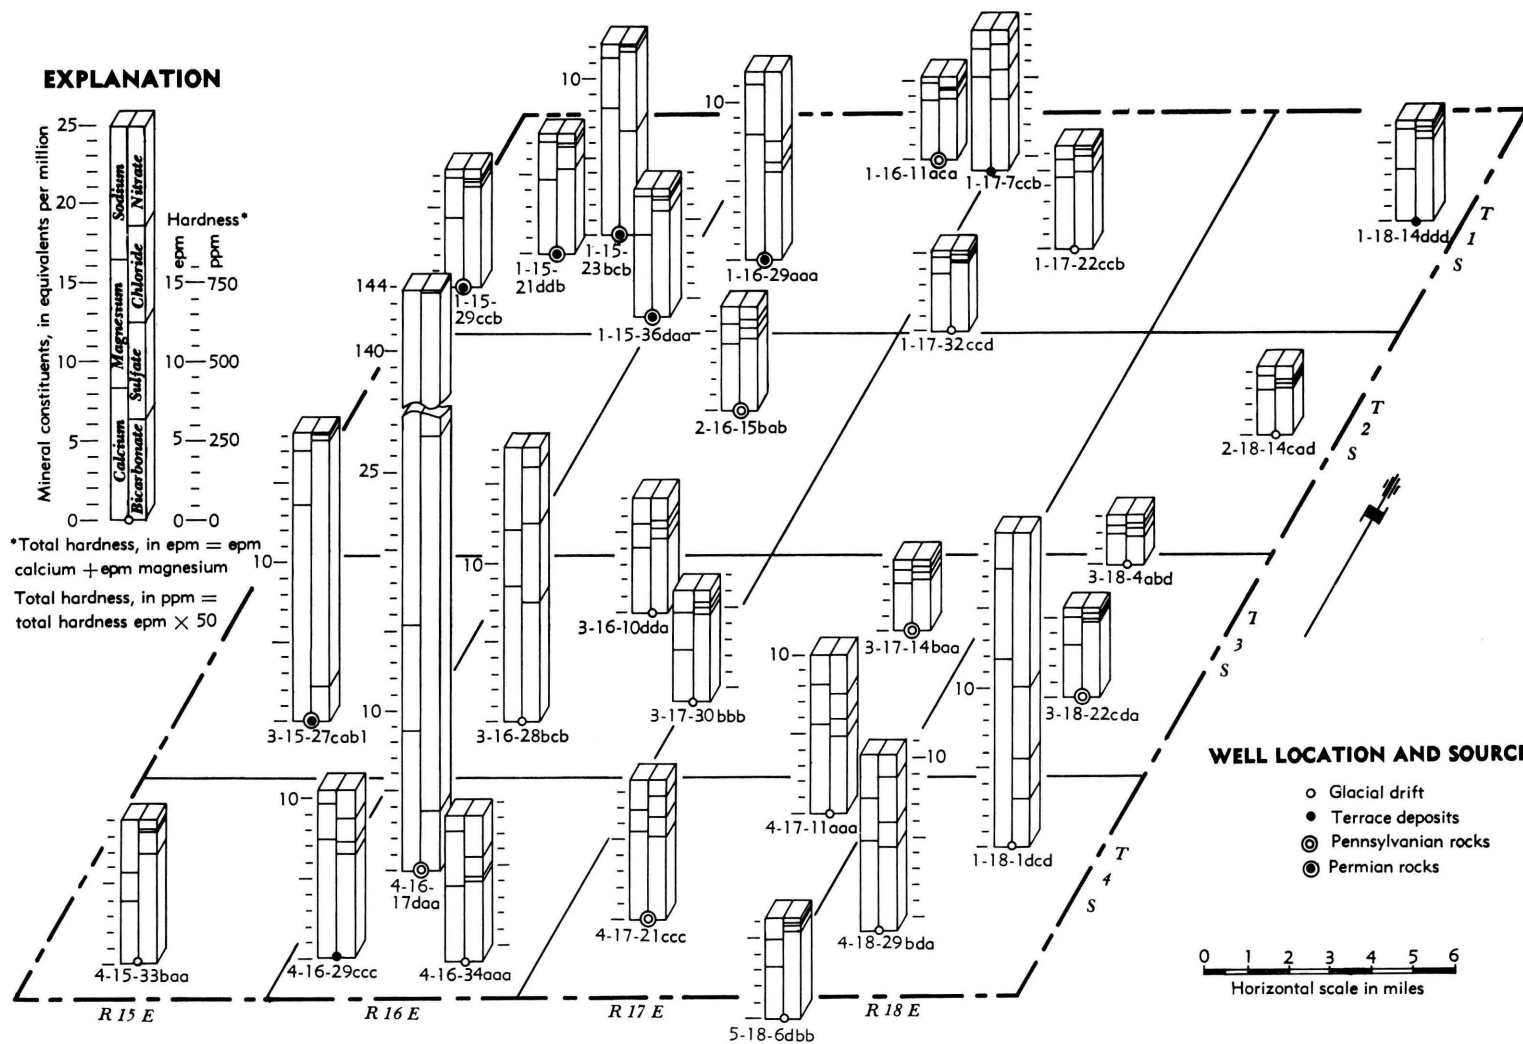 EXPLANATION
Mineral constituents, in equivalents per million
25
20
15
10
5
0
Sodium
Nitrate
Magnesium
Chloride
Calcium
Sulfate
Bicarbonate
Hardness*
epm
ppm
15 750
10 500
5 250
0 0
*Total hardness, in epm = epm
calcium + epm magnesium
Total hardness, in ppm =
total hardness epm × 50
10
1-15-
29ccb
1-15-
21ddb
1-15-
23bcb
1-15-36daa
10
1-16-29aaa
1-16-11aca
1-17-7ccb
1-17-22ccb
1-18-14ddd
1-17-32ccd
T
1
S
144
140
25
10
4-16-
17daa
2-16-15bab
2-18-14cad
T
2
S
10
3-15-27cab1
10
3-16-28bcb
3-16-10dda
3-17-30bbb
3-17-14baa
3-18-4abd
3-18-22cda
T
3
S
10
4-17-11aaa
10
1-18-1dcd
10
4-18-29bda
4-15-33baa
10
4-16-29ccc
4-16-34aaa
4-17-21ccc
5-18-6dbb
T
4
S
R 15 E
R 16 E
R 17 E
R 18 E
WELL LOCATION AND SOURCE
Glacial drift
Terrace deposits
Pennsylvanian rocks
Permian rocks
0 1 2 3 4 5 6
Horizontal scale in miles